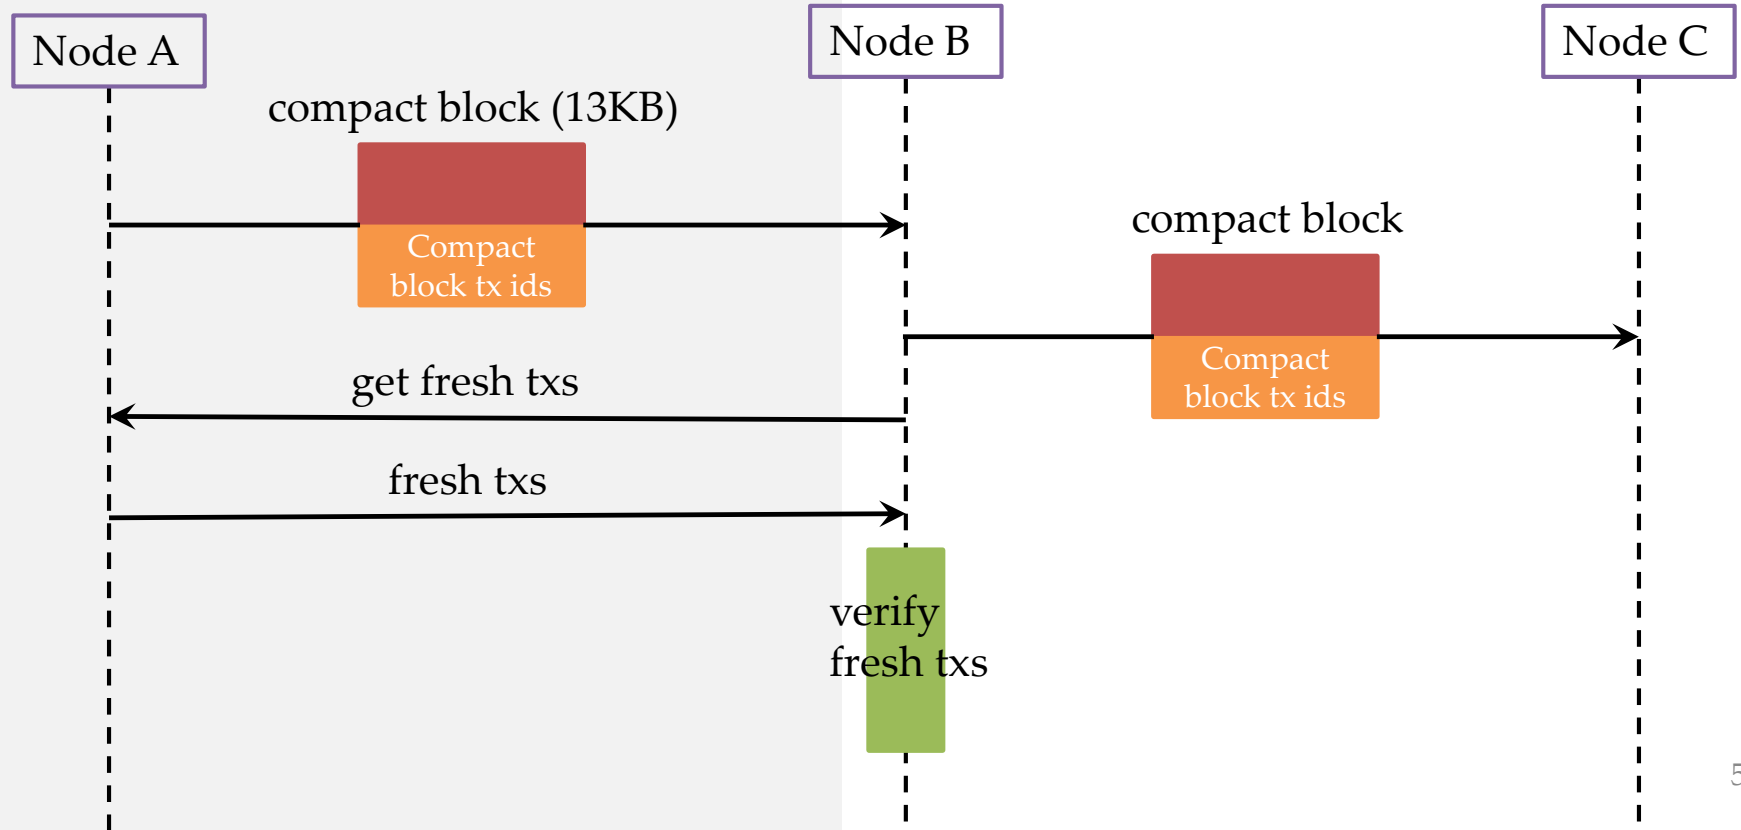 Node A
Node B
Node C
compact block (13KB)
Compact
block tx ids
compact block
Compact
block tx ids
get fresh txs
fresh txs
verify
fresh txs
5